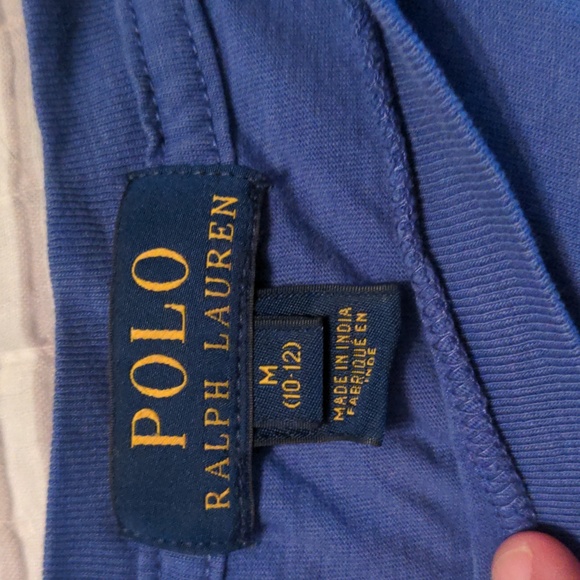 POLO
RALPH LAUREN
M
(10-12)
MADE IN INDIA
FABRIQUÉ EN
INDE